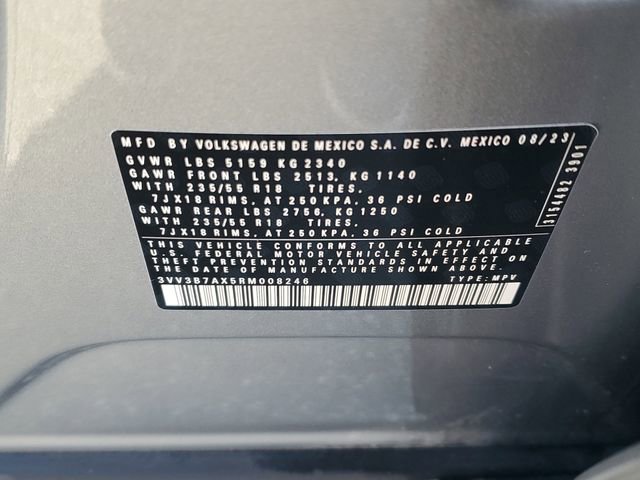 MFD BY VOLKSWAGEN DE MEXICO S.A. DE C.V. MEXICO 08/23
GVWR LBS 5159 KG 2340
GAWR FRONT LBS 2513, KG 1140
WITH 235/55 R18 TIRES.
7JX18 RIMS, AT 250 KPA, 36 PSI COLD
GAWR REAR LBS 2756, KG 1250
WITH 235/55 R18 TIRES.
7JX18 RIMS, AT 250 KPA, 36 PSI COLD
THIS VEHICLE CONFORMS TO ALL APPLICABLE
U.S. FEDERAL MOTOR VEHICLE SAFETY AND
THEFT PREVENTION STANDARDS IN EFFECT ON
THE DATE OF MANUFACTURE SHOWN ABOVE
3VV3B7AX5RM008246 TYPE: MPV
3154482 3901